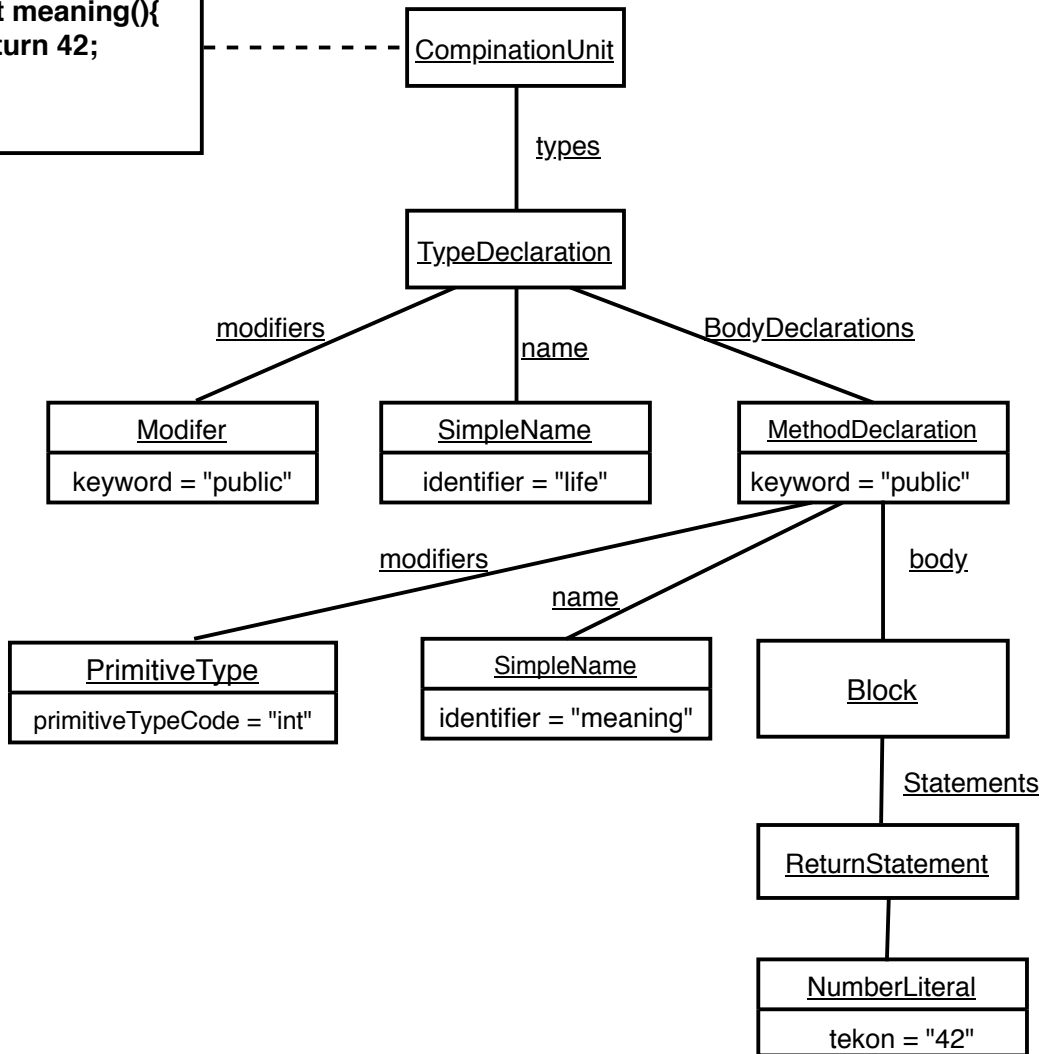 meaning(){
42;
CompinationUnit
types
TypeDeclaration
modifiers
name
BodyDeclarations
Modifer
keyword = "public"
SimpleName
identifier = "life"
MethodDeclaration
keyword = "public"
modifiers
name
body
PrimitiveType
primitiveTypeCode = "int"
SimpleName
identifier = "meaning"
Block
Statements
ReturnStatement
NumberLiteral
tekon = "42"